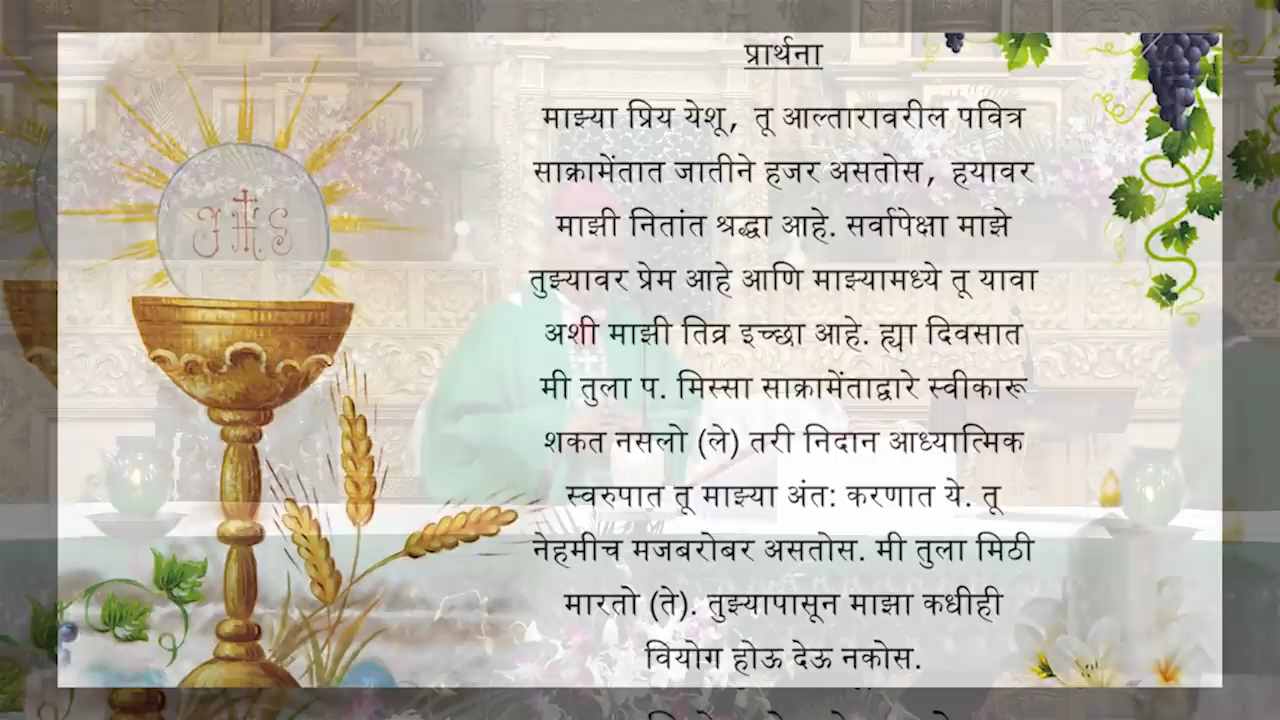 प्रार्थना
माझ्या प्रिय येशू, तू आल्तारावरील पवित्र
साक्रामेंतात जातीने हजर असतोस, हयावर
माझी नितांत श्रद्धा आहे. सर्वापेक्षा माझे
तुझ्यावर प्रेम आहे आणि माझ्यामध्ये तू यावा
अशी माझी तिव्र इच्छा आहे. ह्या दिवसात
मी तुला प. मिस्सा साक्रामेंताद्वारे स्वीकारू
शकत नसलो (ले) तरी निदान आध्यात्मिक
स्वरुपात तू माझ्या अंत: करणात ये. तू
नेहमीच मजबरोबर असतोस. मी तुला मिठी
मारतो (ते). तुझ्यापासून माझा कधीही
वियोग होऊ देऊ नकोस.
IHS